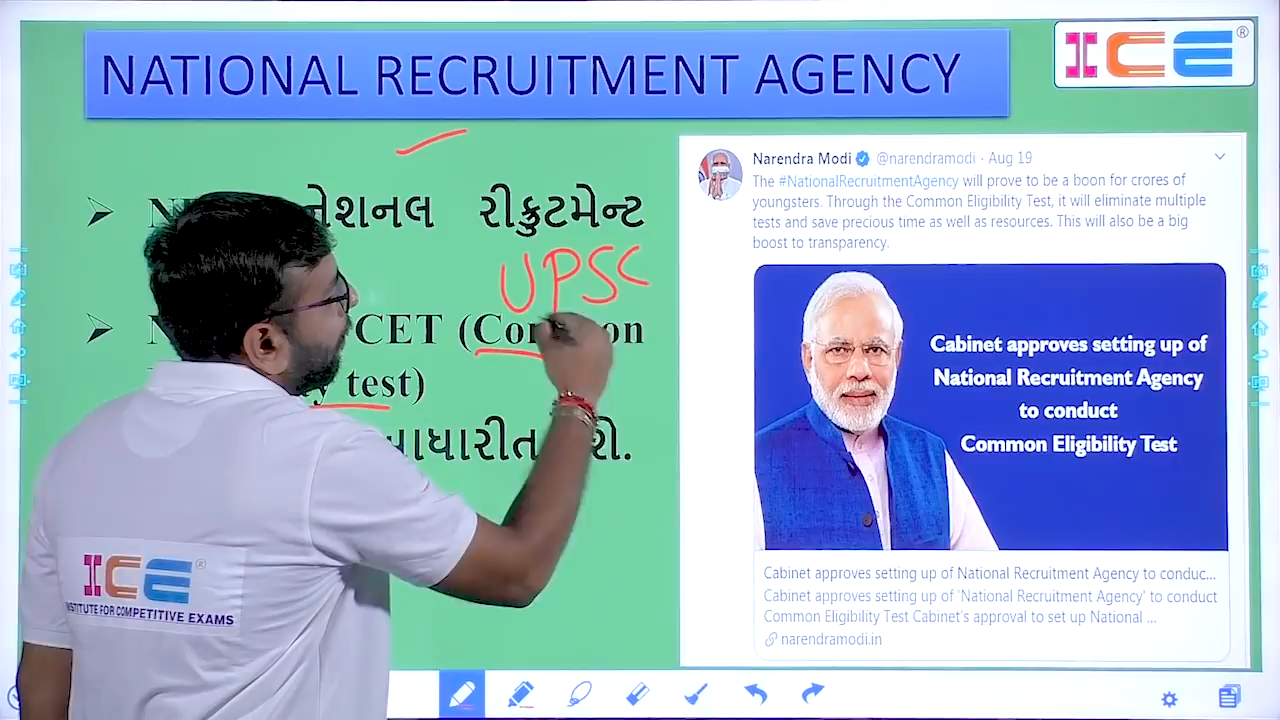 NATIONAL RECRUITMENT AGENCY
ICE®
નેશનલ રીક્રુટમેન્ટ
UPSC
CET (Common
test)
Narendra Modi @narendramodi · Aug 19
The #NationalRecruitmentAgency will prove to be a boon for crores of
youngsters. Through the Common Eligibility Test, it will eliminate multiple
tests and save precious time as well as resources. This will also be a big
boost to transparency.
Cabinet approves setting up of
National Recruitment Agency
to conduct
Common Eligibility Test
Cabinet approves setting up of National Recruitment Agency to conduc...
Cabinet approves setting up of 'National Recruitment Agency' to conduct
Common Eligibility Test Cabinet's approval to set up National ...
narendramodi.in
ICE®
INSTITUTE FOR COMPETITIVE EXAMS